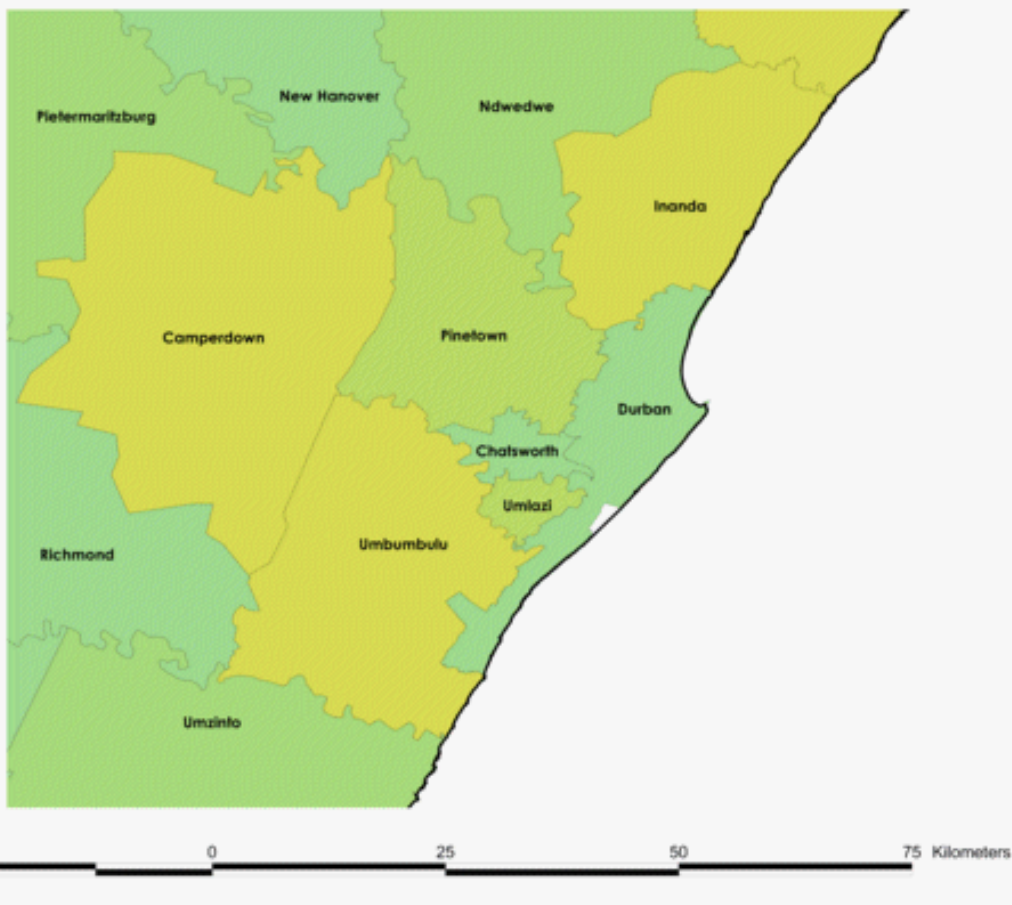 New Hanover
Ndwedwe
Pietermaritzburg
Inanda
Camperdown
Pinetown
Durban
Chatsworth
Umlazi
Umbumbulu
Richmond
Umzinto
0 25 50 75 Kilometers